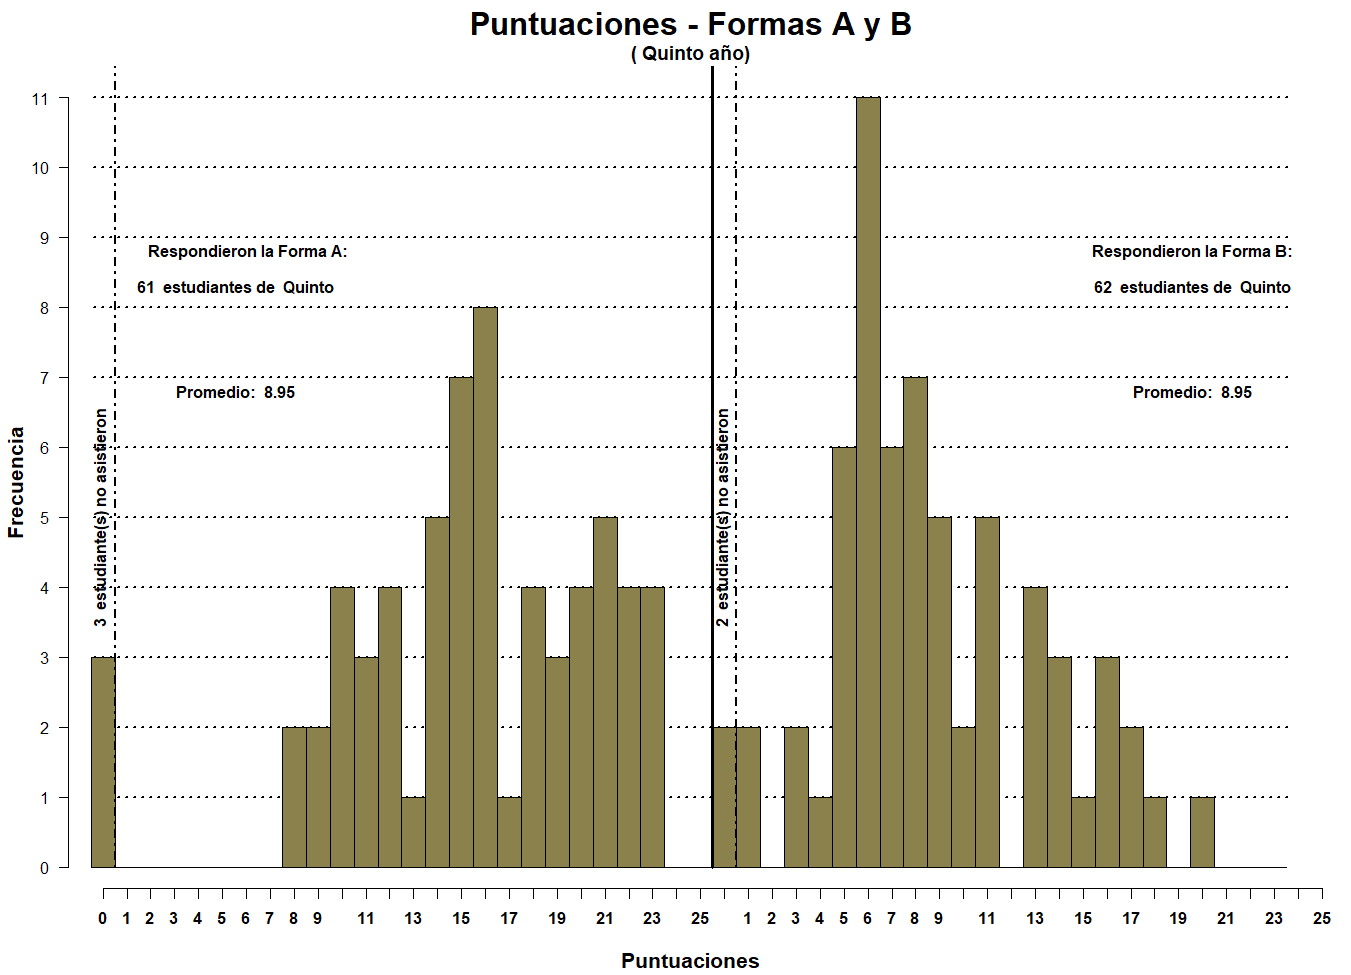 Puntuaciones - Formas A y B
( Quinto año)
11
10
9
8
7
6
5
4
3
2
1
0
Frecuencia
Respondieron la Forma A:
61 estudiantes de Quinto
Promedio: 8.95
3 estudiante(s) no asistieron
Respondieron la Forma B:
62 estudiantes de Quinto
Promedio: 8.95
2 estudiante(s) no asistieron
0 1 2 3 4 5 6 7 8 9 11 13 15 17 19 21 23 25 1 2 3 4 5 6 7 8 9 11 13 15 17 19 21 23 25
Puntuaciones